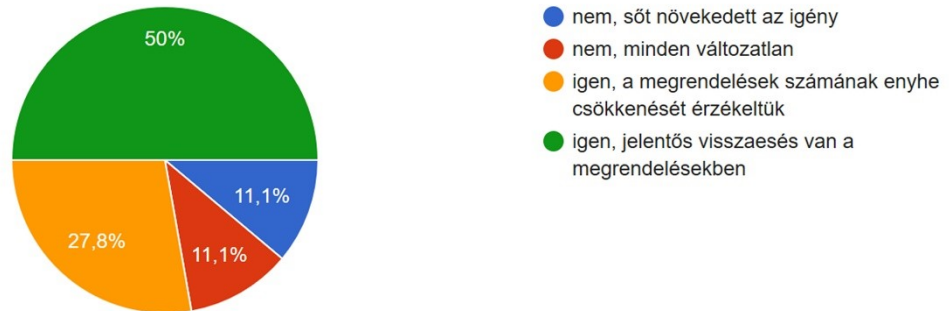 50%
11,1%
27,8%
11,1%
nem, sőt növekedett az igény
nem, minden változatlan
igen, a megrendelések számának enyhe
csökkenését érzékeltük
igen, jelentős visszaesés van a
megrendelésekben